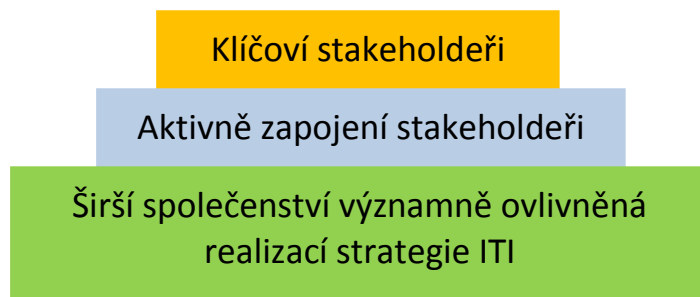 Klíčoví stakeholdeři
Aktivně zapojení stakeholdeři
Širší společenství významně ovlivněná
realizací strategie ITI